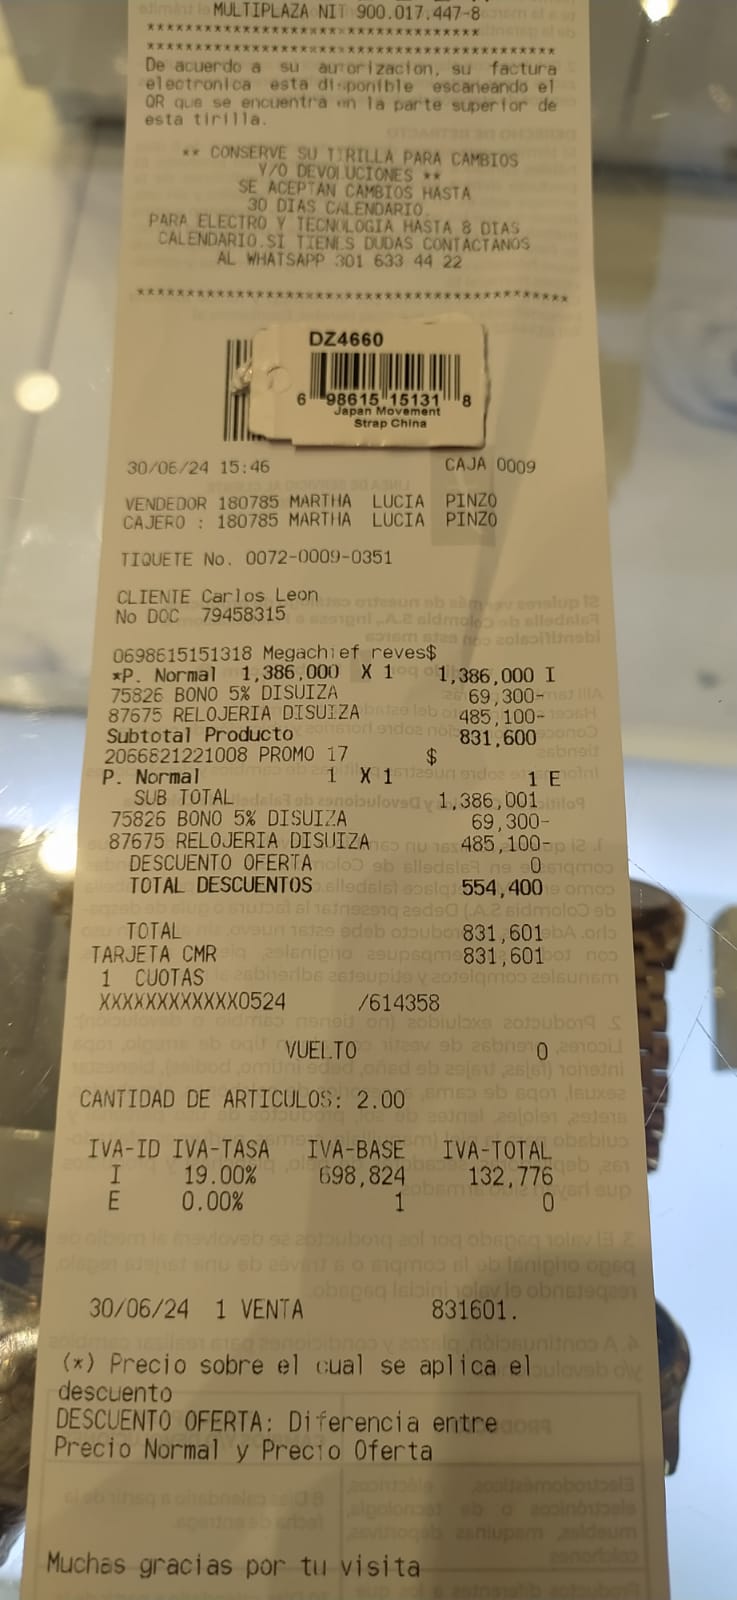 MULTIPLAZA NIT 900.017.447-8
De acuerdo a su autorizacion, su factura
electronica esta disponible escaneando el
QR que se encuentra en la parte superior de
esta tirilla.
** CONSERVE SU TIRILLA PARA CAMBIOS
Y/O DEVOLUCIONES **
SE ACEPTAN CAMBIOS HASTA
30 DIAS CALENDARIO.
PARA ELECTRO Y TECNOLOGIA HASTA 8 DIAS
CALENDARIO.SI TIENES DUDAS CONTACTANOS
AL WHATSAPP 301 633 44 22
DZ4660
6 98615 15131 8
Japan Movement
Strap China
30/06/24 15:46 CAJA 0009
VENDEDOR 180785 MARTHA LUCIA PINZO
CAJERO : 180785 MARTHA LUCIA PINZO
TIQUETE No. 0072-0009-0351
CLIENTE Carlos Leon
No DOC 79458315
0698615151318 Megachief reves$
*P. Normal 1,386,000 X 1 1,386,000 I
75826 BONO 5% DISUIZA 69,300-
87675 RELOJERIA DISUIZA 485,100-
Subtotal Producto 831,600
2066821221008 PROMO 17 $
P. Normal 1 X 1 1 E
SUB TOTAL 1,386,001
75826 BONO 5% DISUIZA 69,300-
87675 RELOJERIA DISUIZA 485,100-
DESCUENTO OFERTA 0
TOTAL DESCUENTOS 554,400
TOTAL 831,601
TARJETA CMR 831,601
1 CUOTAS
XXXXXXXXXXXX0524 /614358
VUELTO 0
CANTIDAD DE ARTICULOS: 2.00
IVA-ID IVA-TASA IVA-BASE IVA-TOTAL
I 19.00% 698,824 132,776
E 0.00% 1 0
30/06/24 1 VENTA 831601.
(*) Precio sobre el cual se aplica el
descuento
DESCUENTO OFERTA: Diferencia entre
Precio Normal y Precio Oferta
Muchas gracias por tu visita